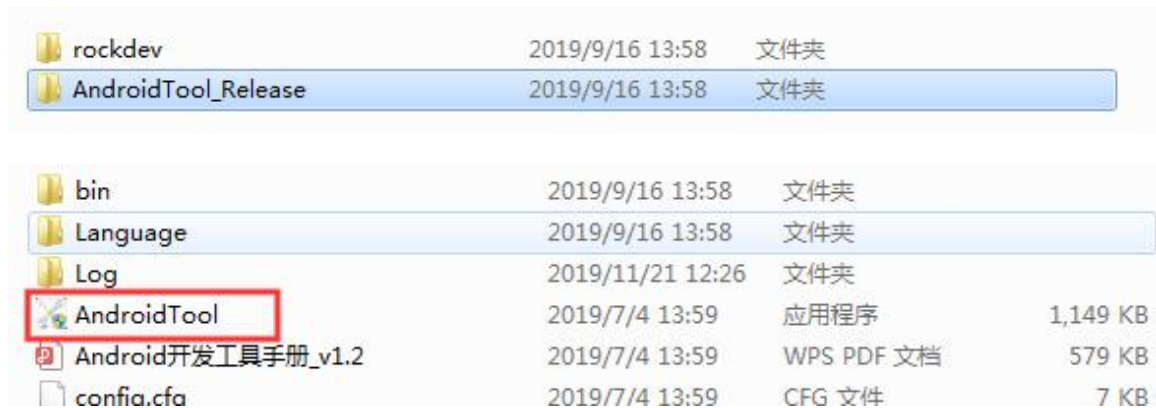 rockdev 2019/9/16 13:58 文件夹
AndroidTool_Release 2019/9/16 13:58 文件夹
bin 2019/9/16 13:58 文件夹
Language 2019/9/16 13:58 文件夹
Log 2019/11/21 12:26 文件夹
AndroidTool 2019/7/4 13:59 应用程序 1,149 KB
Android开发工具手册_v1.2 2019/7/4 13:59 WPS PDF 文档 579 KB
config.cfg 2019/7/4 13:59 CFG 文件 7 KB